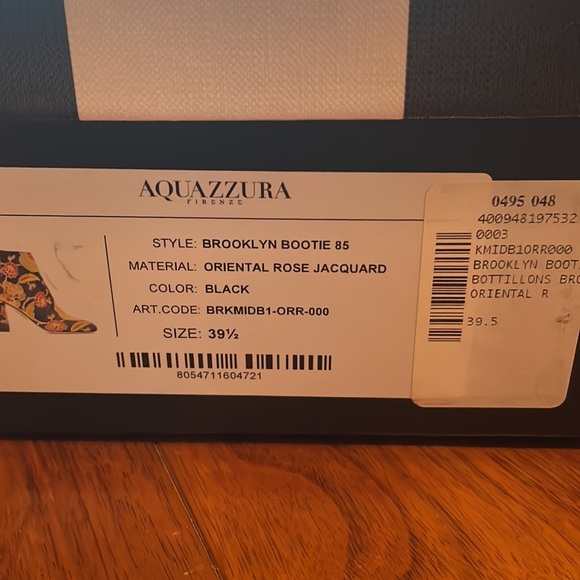 AQUAZZURA
FIRENZE
STYLE: BROOKLYN BOOTIE 85
MATERIAL: ORIENTAL ROSE JACQUARD
COLOR: BLACK
ART.CODE: BRKMIDB1-ORR-000
SIZE: 39½
8054711604721
0495 048
400948197532
0003
KMIDB1ORR000
BROOKLYN BOOT
BOTTILLONS BRO
ORIENTAL R
39.5